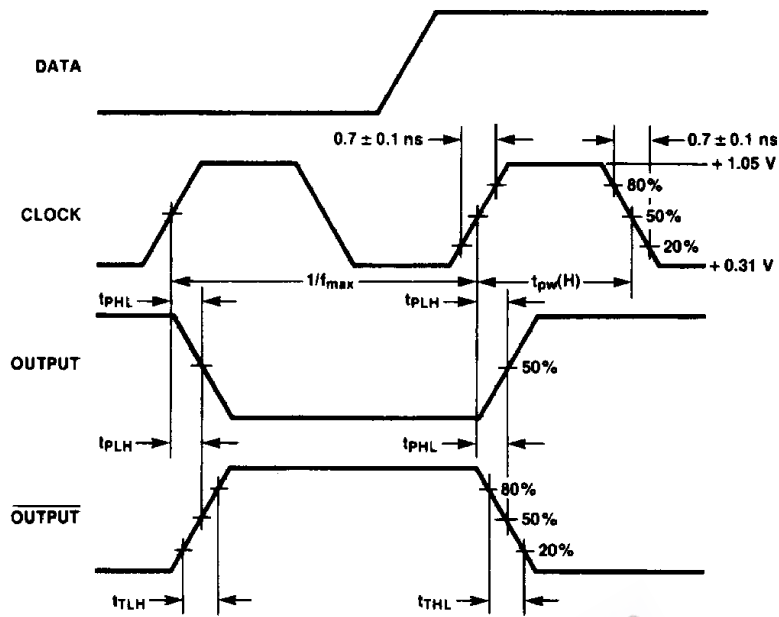 DATA
0.7 ± 0.1 ns
0.7 ± 0.1 ns
+ 1.05 V
80%
CLOCK
50%
20%
+ 0.31 V
1/fmax
tpw(H)
tPHL
tPLH
OUTPUT
50%
tPLH
tPHL
80%
OUTPUT
50%
20%
tTLH
tTHL